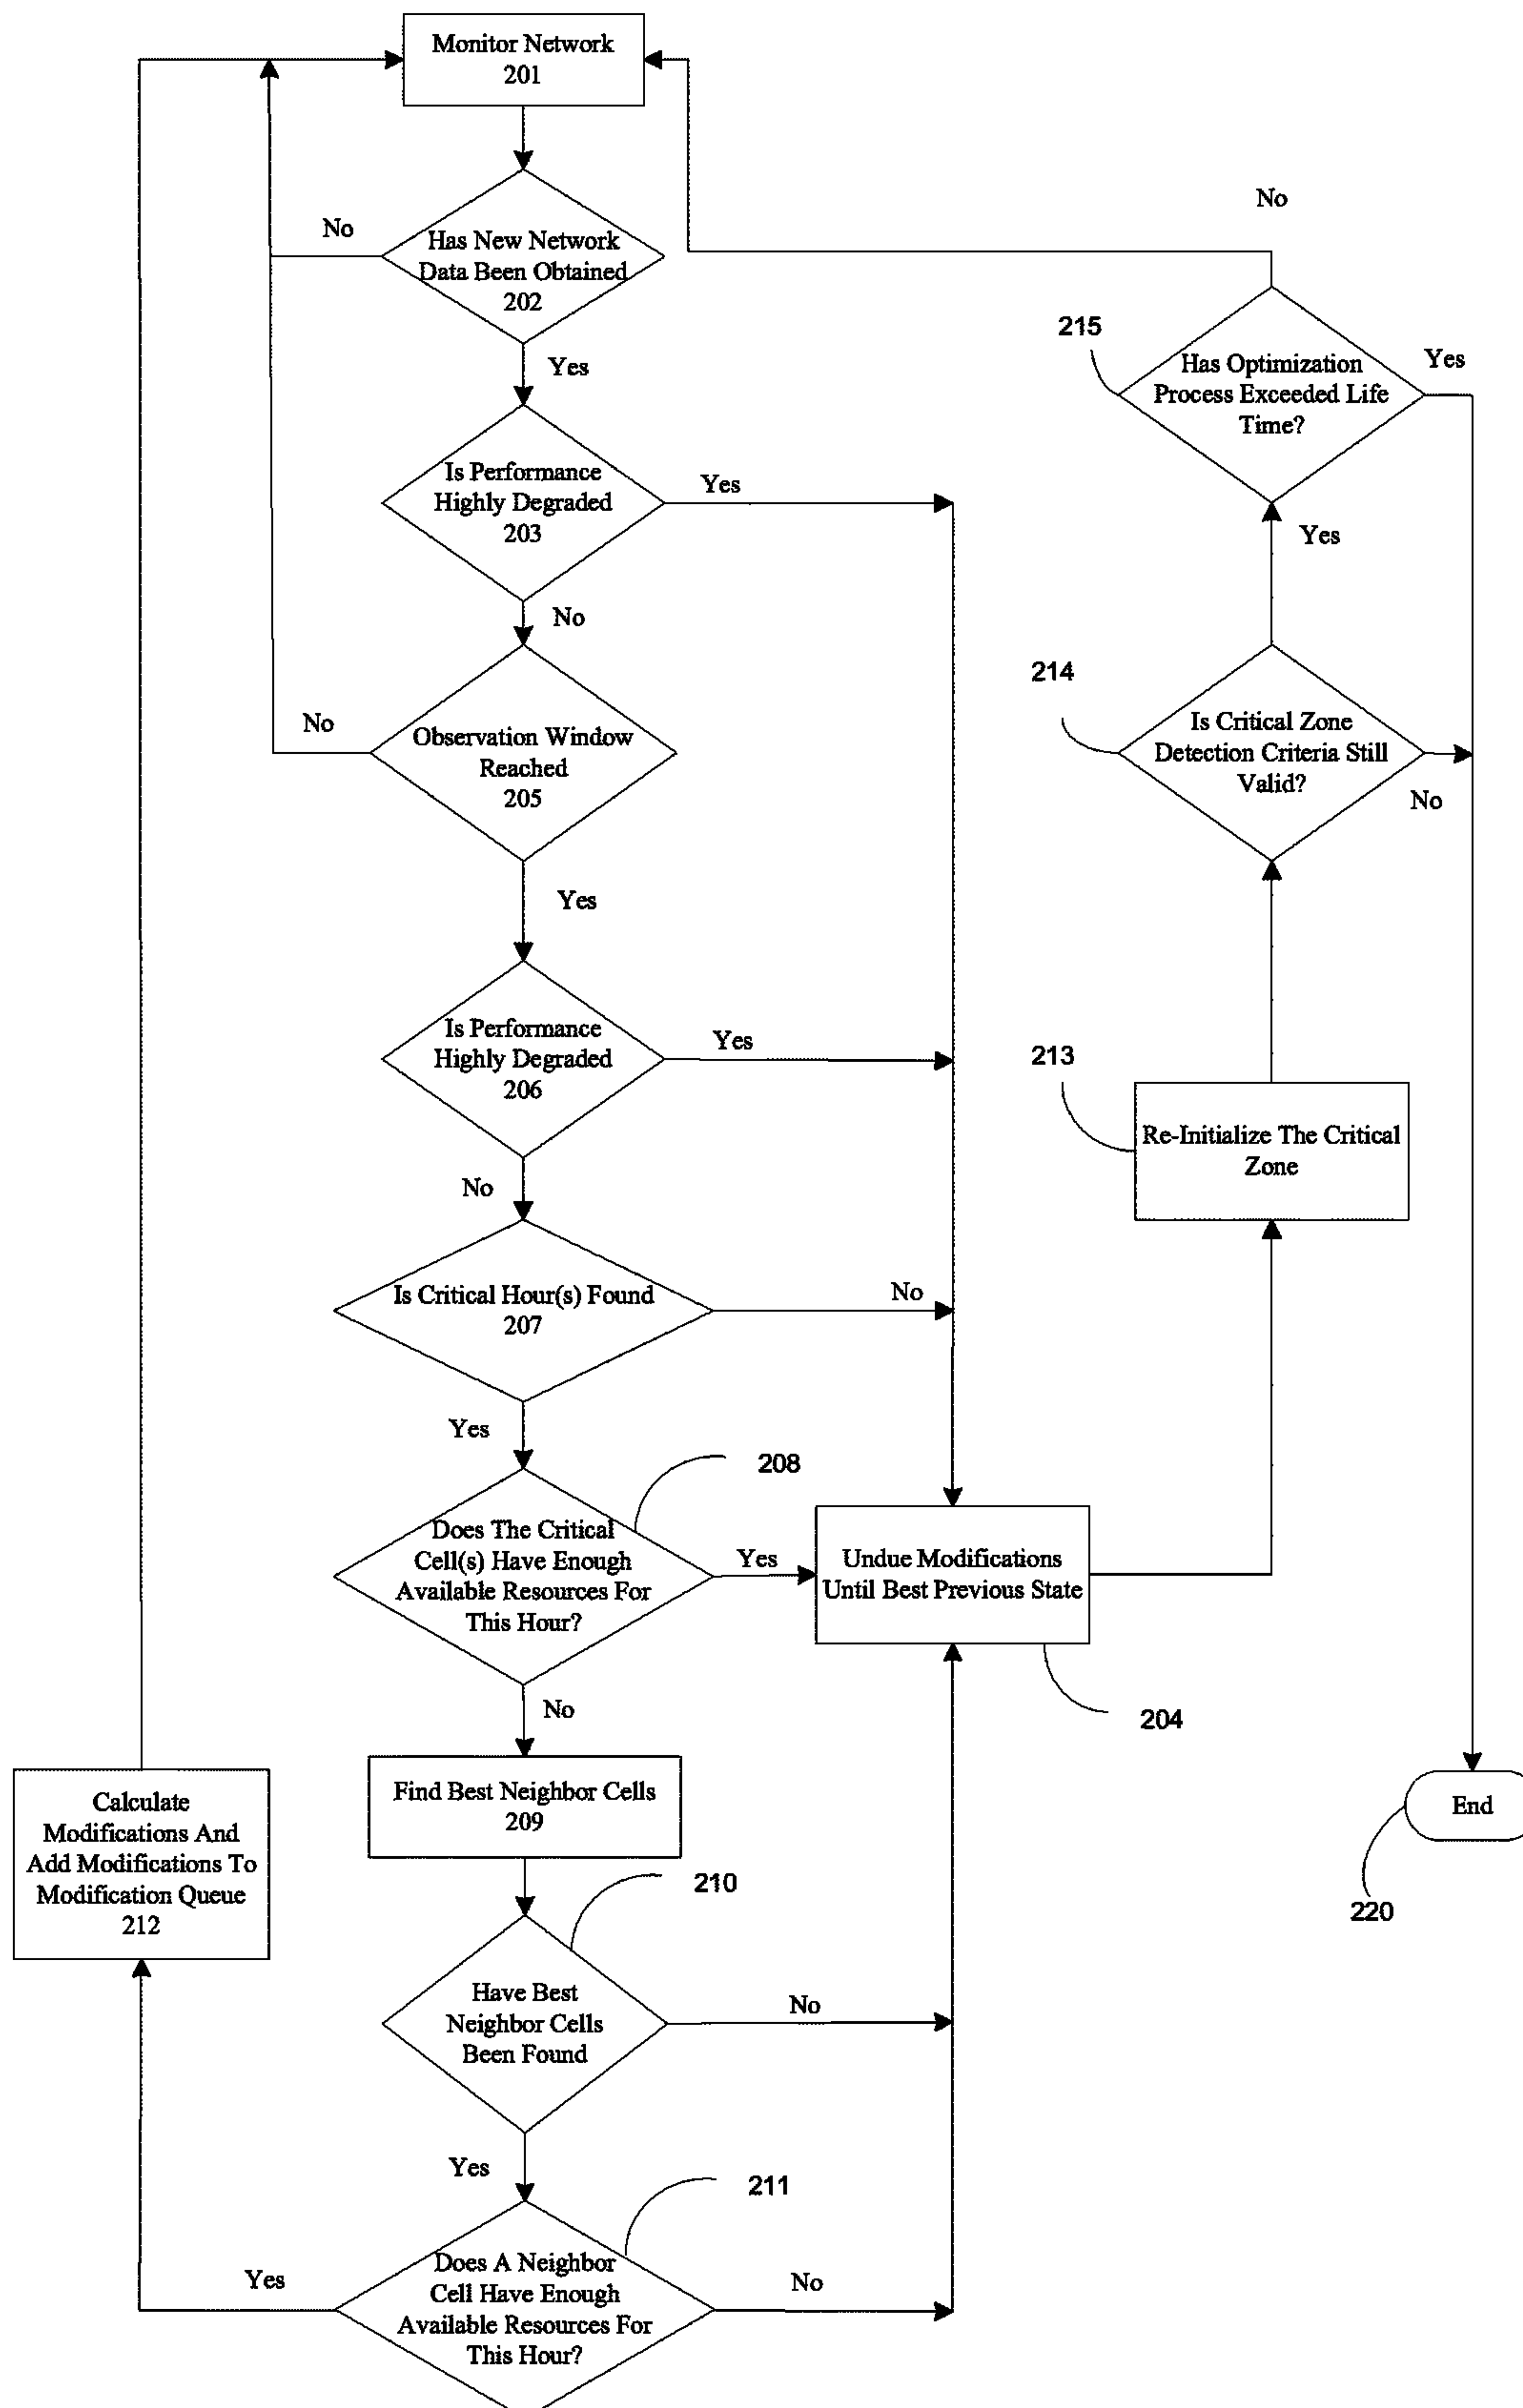 Monitor Network
201
No
Has New Network
Data Been Obtained
202
Yes
No
215
Has Optimization
Process Exceeded Life
Time?
Yes
Is Performance
Highly Degraded
203
Yes
Yes
No
No
Observation Window
Reached
205
214
Is Critical Zone
Detection Criteria Still
Valid?
No
Yes
Is Performance
Highly Degraded
206
Yes
213
Re-Initialize The Critical
Zone
No
Is Critical Hour(s) Found
207
No
Yes
208
Does The Critical
Cell(s) Have Enough
Available Resources For
This Hour?
Yes
Undue Modifications
Until Best Previous State
204
No
Find Best Neighbor Cells
209
Calculate
Modifications And
Add Modifications To
Modification Queue
212
End
220
210
Have Best
Neighbor Cells
Been Found
No
Yes
211
Does A Neighbor
Cell Have Enough
Available Resources For
This Hour?
Yes
No